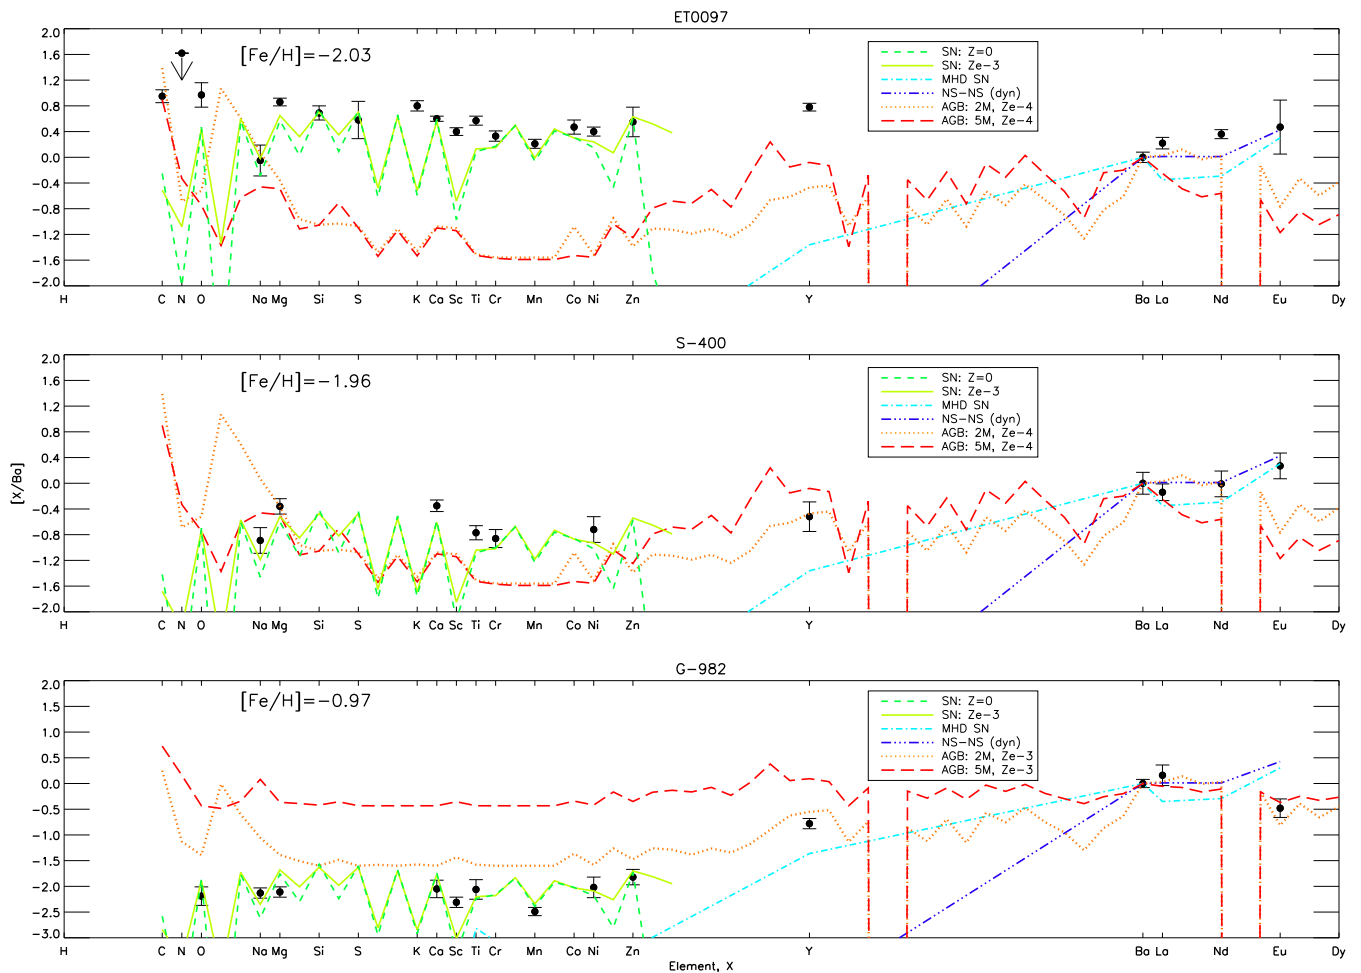 ET0097
[Fe/H]=−2.03
SN: Z=0
SN: Ze−3
MHD SN
NS−NS (dyn)
AGB: 2M, Ze−4
AGB: 5M, Ze−4
2.0
1.6
1.2
0.8
0.4
0.0
−0.4
−0.8
−1.2
−1.6
−2.0
H C N O Na Mg Si S K Ca Sc Ti Cr Mn Co Ni Zn Y Ba La Nd Eu Dy
S−400
[Fe/H]=−1.96
SN: Z=0
SN: Ze−3
MHD SN
NS−NS (dyn)
AGB: 2M, Ze−4
AGB: 5M, Ze−4
2.0
1.6
1.2
0.8
0.4
0.0
−0.4
−0.8
−1.2
−1.6
−2.0
[X/Ba]
H C N O Na Mg Si S K Ca Sc Ti Cr Mn Co Ni Zn Y Ba La Nd Eu Dy
G−982
[Fe/H]=−0.97
SN: Z=0
SN: Ze−3
MHD SN
NS−NS (dyn)
AGB: 2M, Ze−3
AGB: 5M, Ze−3
2.0
1.5
1.0
0.5
0.0
−0.5
−1.0
−1.5
−2.0
−2.5
−3.0
H C N O Na Mg Si S K Ca Sc Ti Cr Mn Co Ni Zn Y Ba La Nd Eu Dy
Element, X